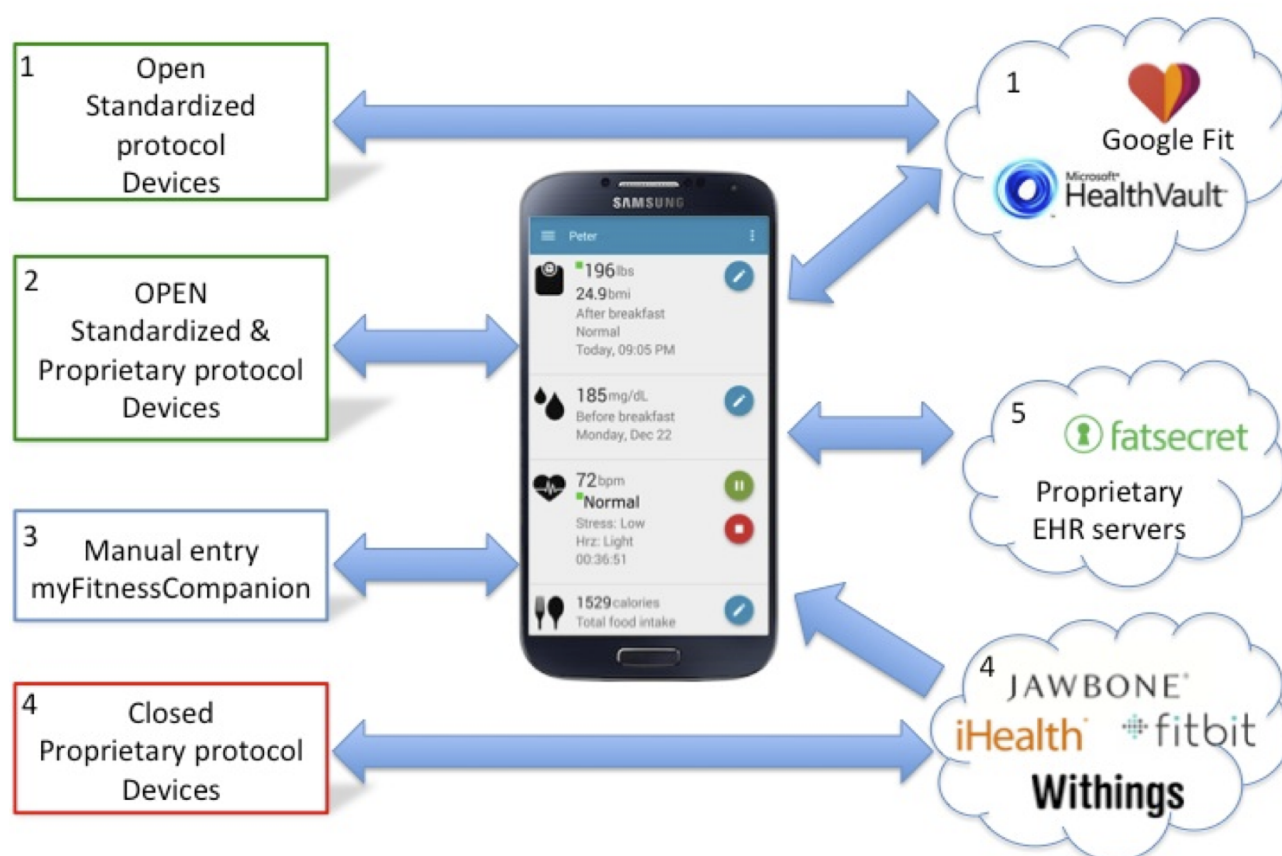 1
Open
Standardized
protocol
Devices
2
OPEN
Standardized &
Proprietary protocol
Devices
3
Manual entry
myFitnessCompanion
4
Closed
Proprietary protocol
Devices
SAMSUNG
Peter
196lbs
24.9bmi
After breakfast
Normal
Today, 09:05 PM
185mg/dL
Before breakfast
Monday, Dec 22
72bpm
Normal
Stress: Low
Hrz: Light
00:36:51
1529calories
Total food intake
1
Google Fit
Microsoft®
HealthVault™
5
fatsecret
Proprietary
EHR servers
4
JAWBONE®
iHealth
fitbit
Withings